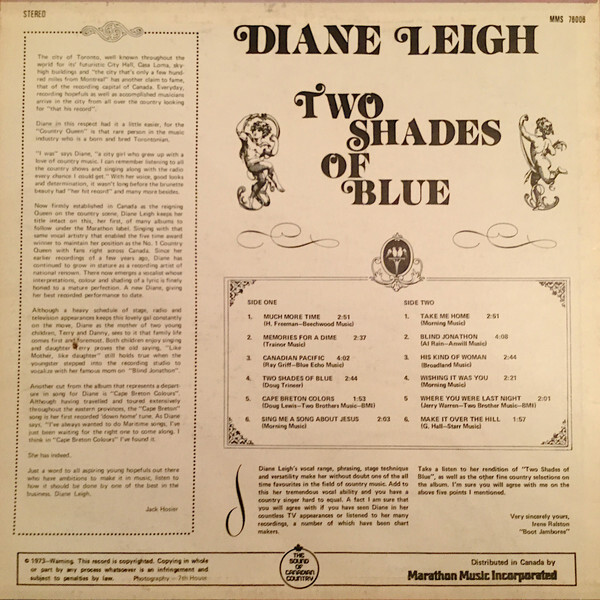 STEREO
MMS 78008
DIANE LEIGH
TWO
SHADES
OF
BLUE
The city of Toronto, well known throughout the
world for its' futuristic City Hall, Casa Loma, sky-
high buildings and "the city that's only a few hund-
red miles from Montreal" has another claim to fame,
that of the recording capital of Canada. Everyday,
recording hopefuls as well as accomplished musicians
arrive in the city from all over the country looking
for "that hit record".
Diane in this respect had it a little easier, for the
"Country Queen" is that rare person in the music
industry who is a born and bred Torontonian.
"I was" says Diane, "a city girl who grew up with a
love of country music. I can remember listening to all
the country shows and singing along with the radio
every chance I could get." With her voice, good looks
and determination, it wasn't long before the brunette
beauty had "her hit record" and many more besides.
Now firmly established in Canada as the reigning
Queen on the country scene, Diane Leigh keeps her
title intact on this, her first, of many albums to
follow under the Marathon label. Singing with that
same vocal artistry that enabled the five time award
winner to maintain her position as the No. 1 Country
Queen with fans right across Canada. Since her
earlier recordings of a few years ago, Diane has
continued to grow in stature as a recording artist of
national renown. There now emerges a vocalist whose
interpretations, colour and shading of a lyric is finely
honed to a mature perfection. A new Diane, giving
her best recorded performance to date.
Although a heavy schedule of stage, radio and
television appearances keeps this lovely gal constantly
on the move, Diane as the mother of two young
children, Terry and Danny, sees to it that family life
comes first and foremost. Both children enjoy singing
and daughter Terry proves the old saying, "Like
Mother, like daughter" still holds true when the
youngster stepped into the recording studio to
vocalize with her famous mom on "Blind Jonathon".
Another cut from the album that represents a depart-
ure in song for Diane is "Cape Breton Colours".
Although having travelled and toured extensively
throughout the eastern provinces, the "Cape Breton"
song is her first recorded 'down home' tune. As Diane
says, "I've always wanted to do Maritime songs, I've
just been waiting for the right one to come along. I
think in "Cape Breton Colours" I've found it.
She has indeed.
Just a word to all aspiring young hopefuls out there
who have ambitions to make it in music, listen to
how it should be done by one of the best in the
business. Diane Leigh.
Jack Hosier
SIDE ONE
1. MUCH MORE TIME 2:51
(H. Freeman-Beechwood Music)
2. MEMORIES FOR A DIME 2:37
(Trainor Music)
3. CANADIAN PACIFIC 4:02
(Ray Griff-Blue Echo Music)
4. TWO SHADES OF BLUE 2:44
(Doug Trineer)
5. CAPE BRETON COLORS 1:53
(Doug Lewis-Two Brothers Music-BMI)
6. SING ME A SONG ABOUT JESUS 2:03
(Morning Music)
SIDE TWO
1. TAKE ME HOME 2:51
(Morning Music)
2. BLIND JONATHON 4:08
(Al Rain-Anwill Music)
3. HIS KIND OF WOMAN 2:44
(Broadland Music)
4. WISHING IT WAS YOU 2:21
(Morning Music)
5. WHERE YOU WERE LAST NIGHT 2:01
(Jerry Warren-Two Brother Music-BMI)
6. MAKE IT OVER THE HILL 1:57
(G. Hall-Starr Music)
Diane Leigh's vocal range, phrasing, stage technique
and versatility make her without doubt one of the all
time favourites in the field of country music. Add to
this her tremendous vocal ability and you have a
country singer hard to equal. A fact I am sure that
you will agree with if you have seen Diane in her
countless TV appearances or listened to her many
recordings, a number of which have been chart
makers.
Take a listen to her rendition of "Two Shades of
Blue", as well as the other fine country selections on
the album. I'm sure you will agree with me on the
above five points I mentioned.
Very sincerely yours,
Irene Ralston
"Boot Jamboree"
© 1973—Warning. This record is copyrighted. Copying in whole
or part by any process whatsoever is an infringement and
subject to penalties by law. Photography — 7th House
THE
SOUND OF
CANADIAN
COUNTRY
Distributed in Canada by
Marathon Music Incorporated